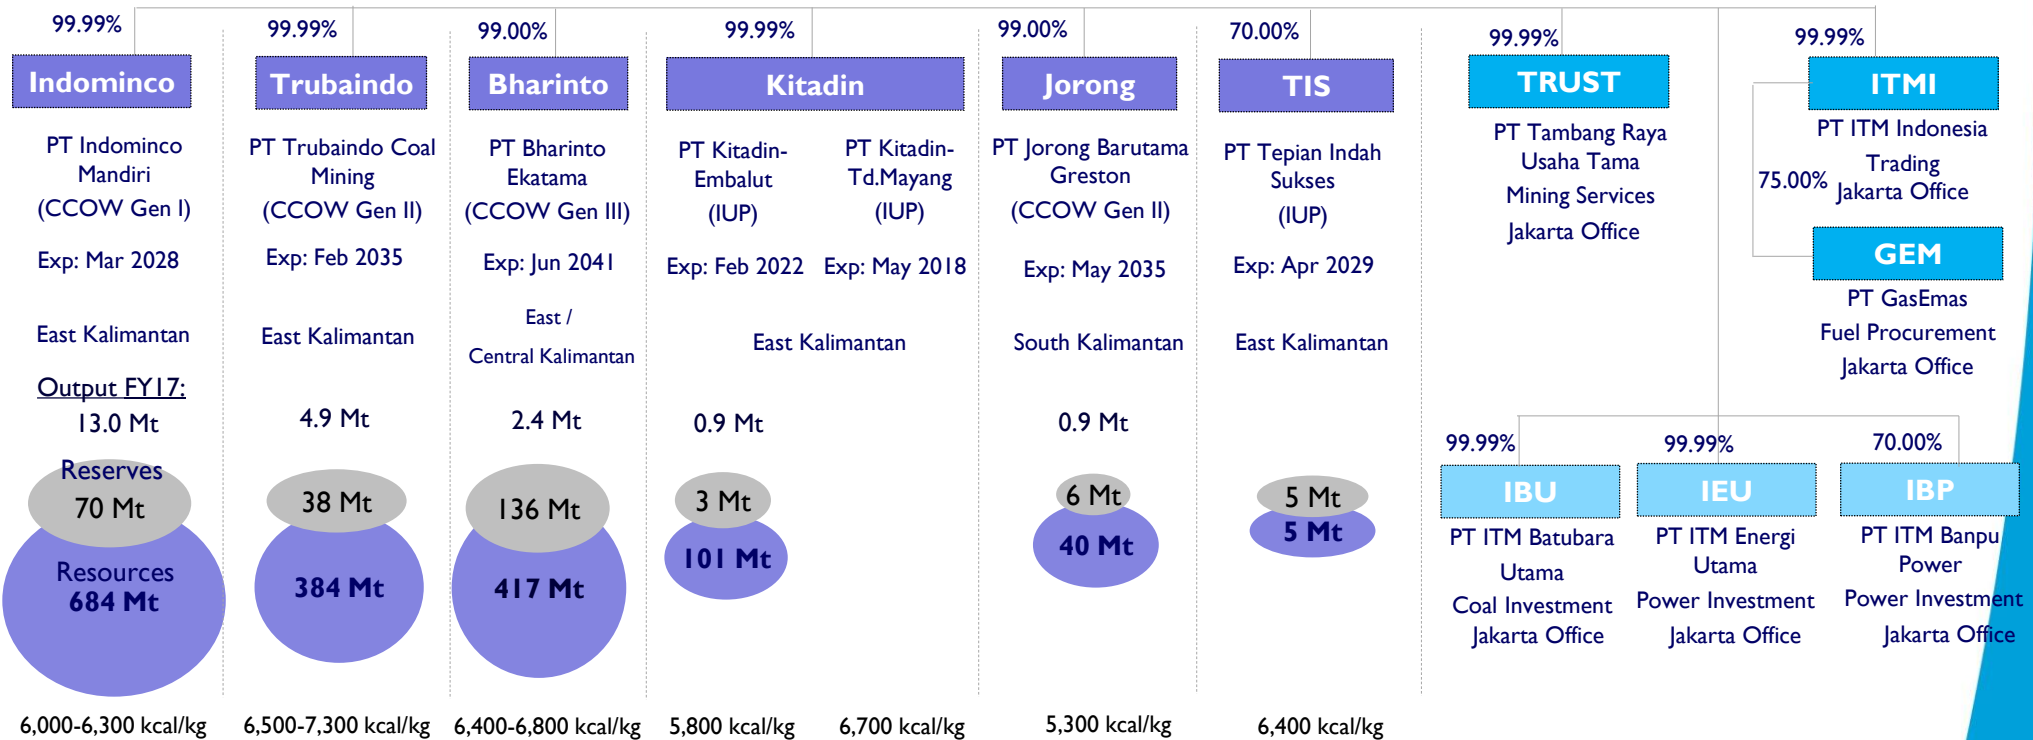 99.99%
Indominco
PT Indominco
Mandiri
(CCOW Gen I)
Exp: Mar 2028
East Kalimantan
Output FY17:
13.0 Mt
Reserves
70 Mt
Resources
684 Mt
6,000-6,300 kcal/kg
99.99%
Trubaindo
PT Trubaindo Coal
Mining
(CCOW Gen II)
Exp: Feb 2035
East Kalimantan
4.9 Mt
38 Mt
384 Mt
6,500-7,300 kcal/kg
99.00%
Bharinto
PT Bharinto
Ekatama
(CCOW Gen III)
Exp: Jun 2041
East /
Central Kalimantan
2.4 Mt
136 Mt
417 Mt
6,400-6,800 kcal/kg
99.99%
Kitadin
PT Kitadin-
Embalut
(IUP)
Exp: Feb 2022
PT Kitadin-
Td.Mayang
(IUP)
Exp: May 2018
East Kalimantan
0.9 Mt
3 Mt
101 Mt
5,800 kcal/kg
6,700 kcal/kg
99.00%
Jorong
PT Jorong Barutama
Greston
(CCOW Gen II)
Exp: May 2035
South Kalimantan
0.9 Mt
6 Mt
40 Mt
5,300 kcal/kg
70.00%
TIS
PT Tepian Indah
Sukses
(IUP)
Exp: Apr 2029
East Kalimantan
5 Mt
5 Mt
6,400 kcal/kg
99.99%
TRUST
PT Tambang Raya
Usaha Tama
Mining Services
Jakarta Office
99.99%
ITMI
PT ITM Indonesia
Trading
Jakarta Office
75.00%
GEM
PT GasEmas
Fuel Procurement
Jakarta Office
99.99%
IBU
PT ITM Batubara
Utama
Coal Investment
Jakarta Office
99.99%
IEU
PT ITM Energi
Utama
Power Investment
Jakarta Office
70.00%
IBP
PT ITM Banpu
Power
Power Investment
Jakarta Office